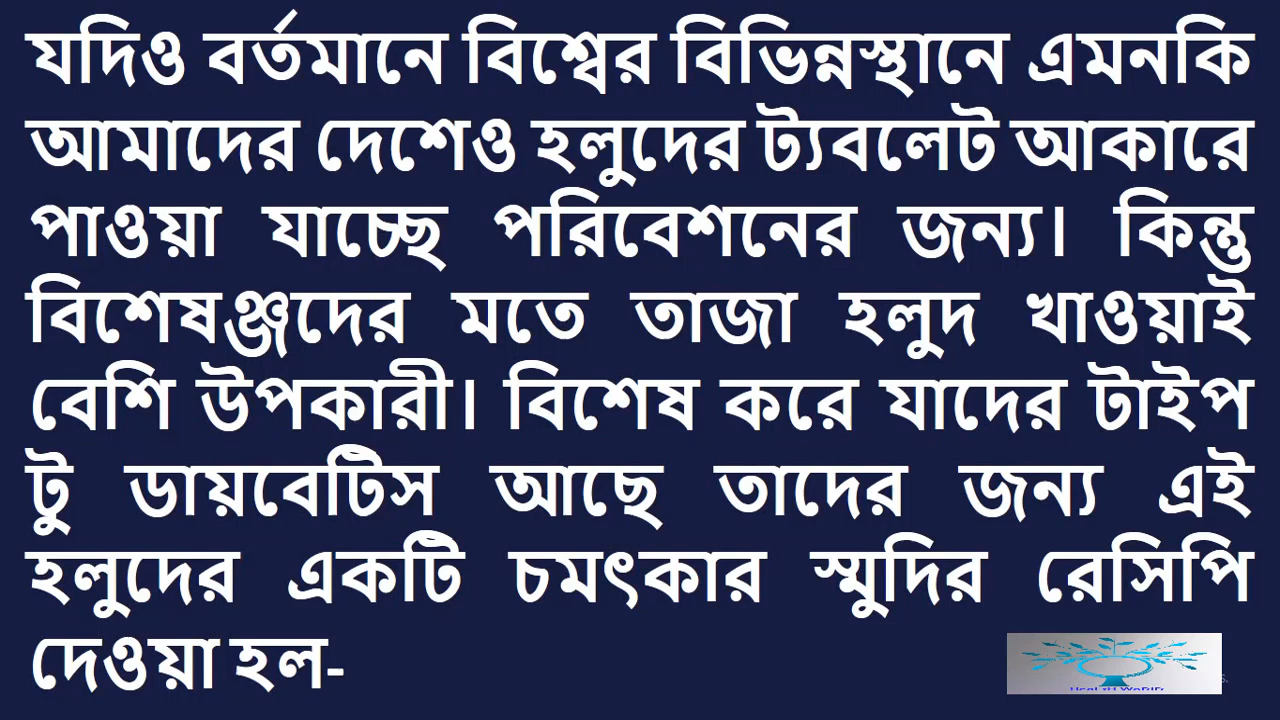 যদিও বর্তমানে বিশ্বের বিভিন্নস্থানে এমনকি
আমাদের দেশেও হলুদের ট্যবলেট আকারে
পাওয়া যাচ্ছে পরিবেশনের জন্য। কিন্তু
বিশেষঞ্জদের মতে তাজা হলুদ খাওয়াই
বেশি উপকারী। বিশেষ করে যাদের টাইপ
টু ডায়বেটিস আছে তাদের জন্য এই
হলুদের একটি চমৎকার স্মুদির রেসিপি
দেওয়া হল-